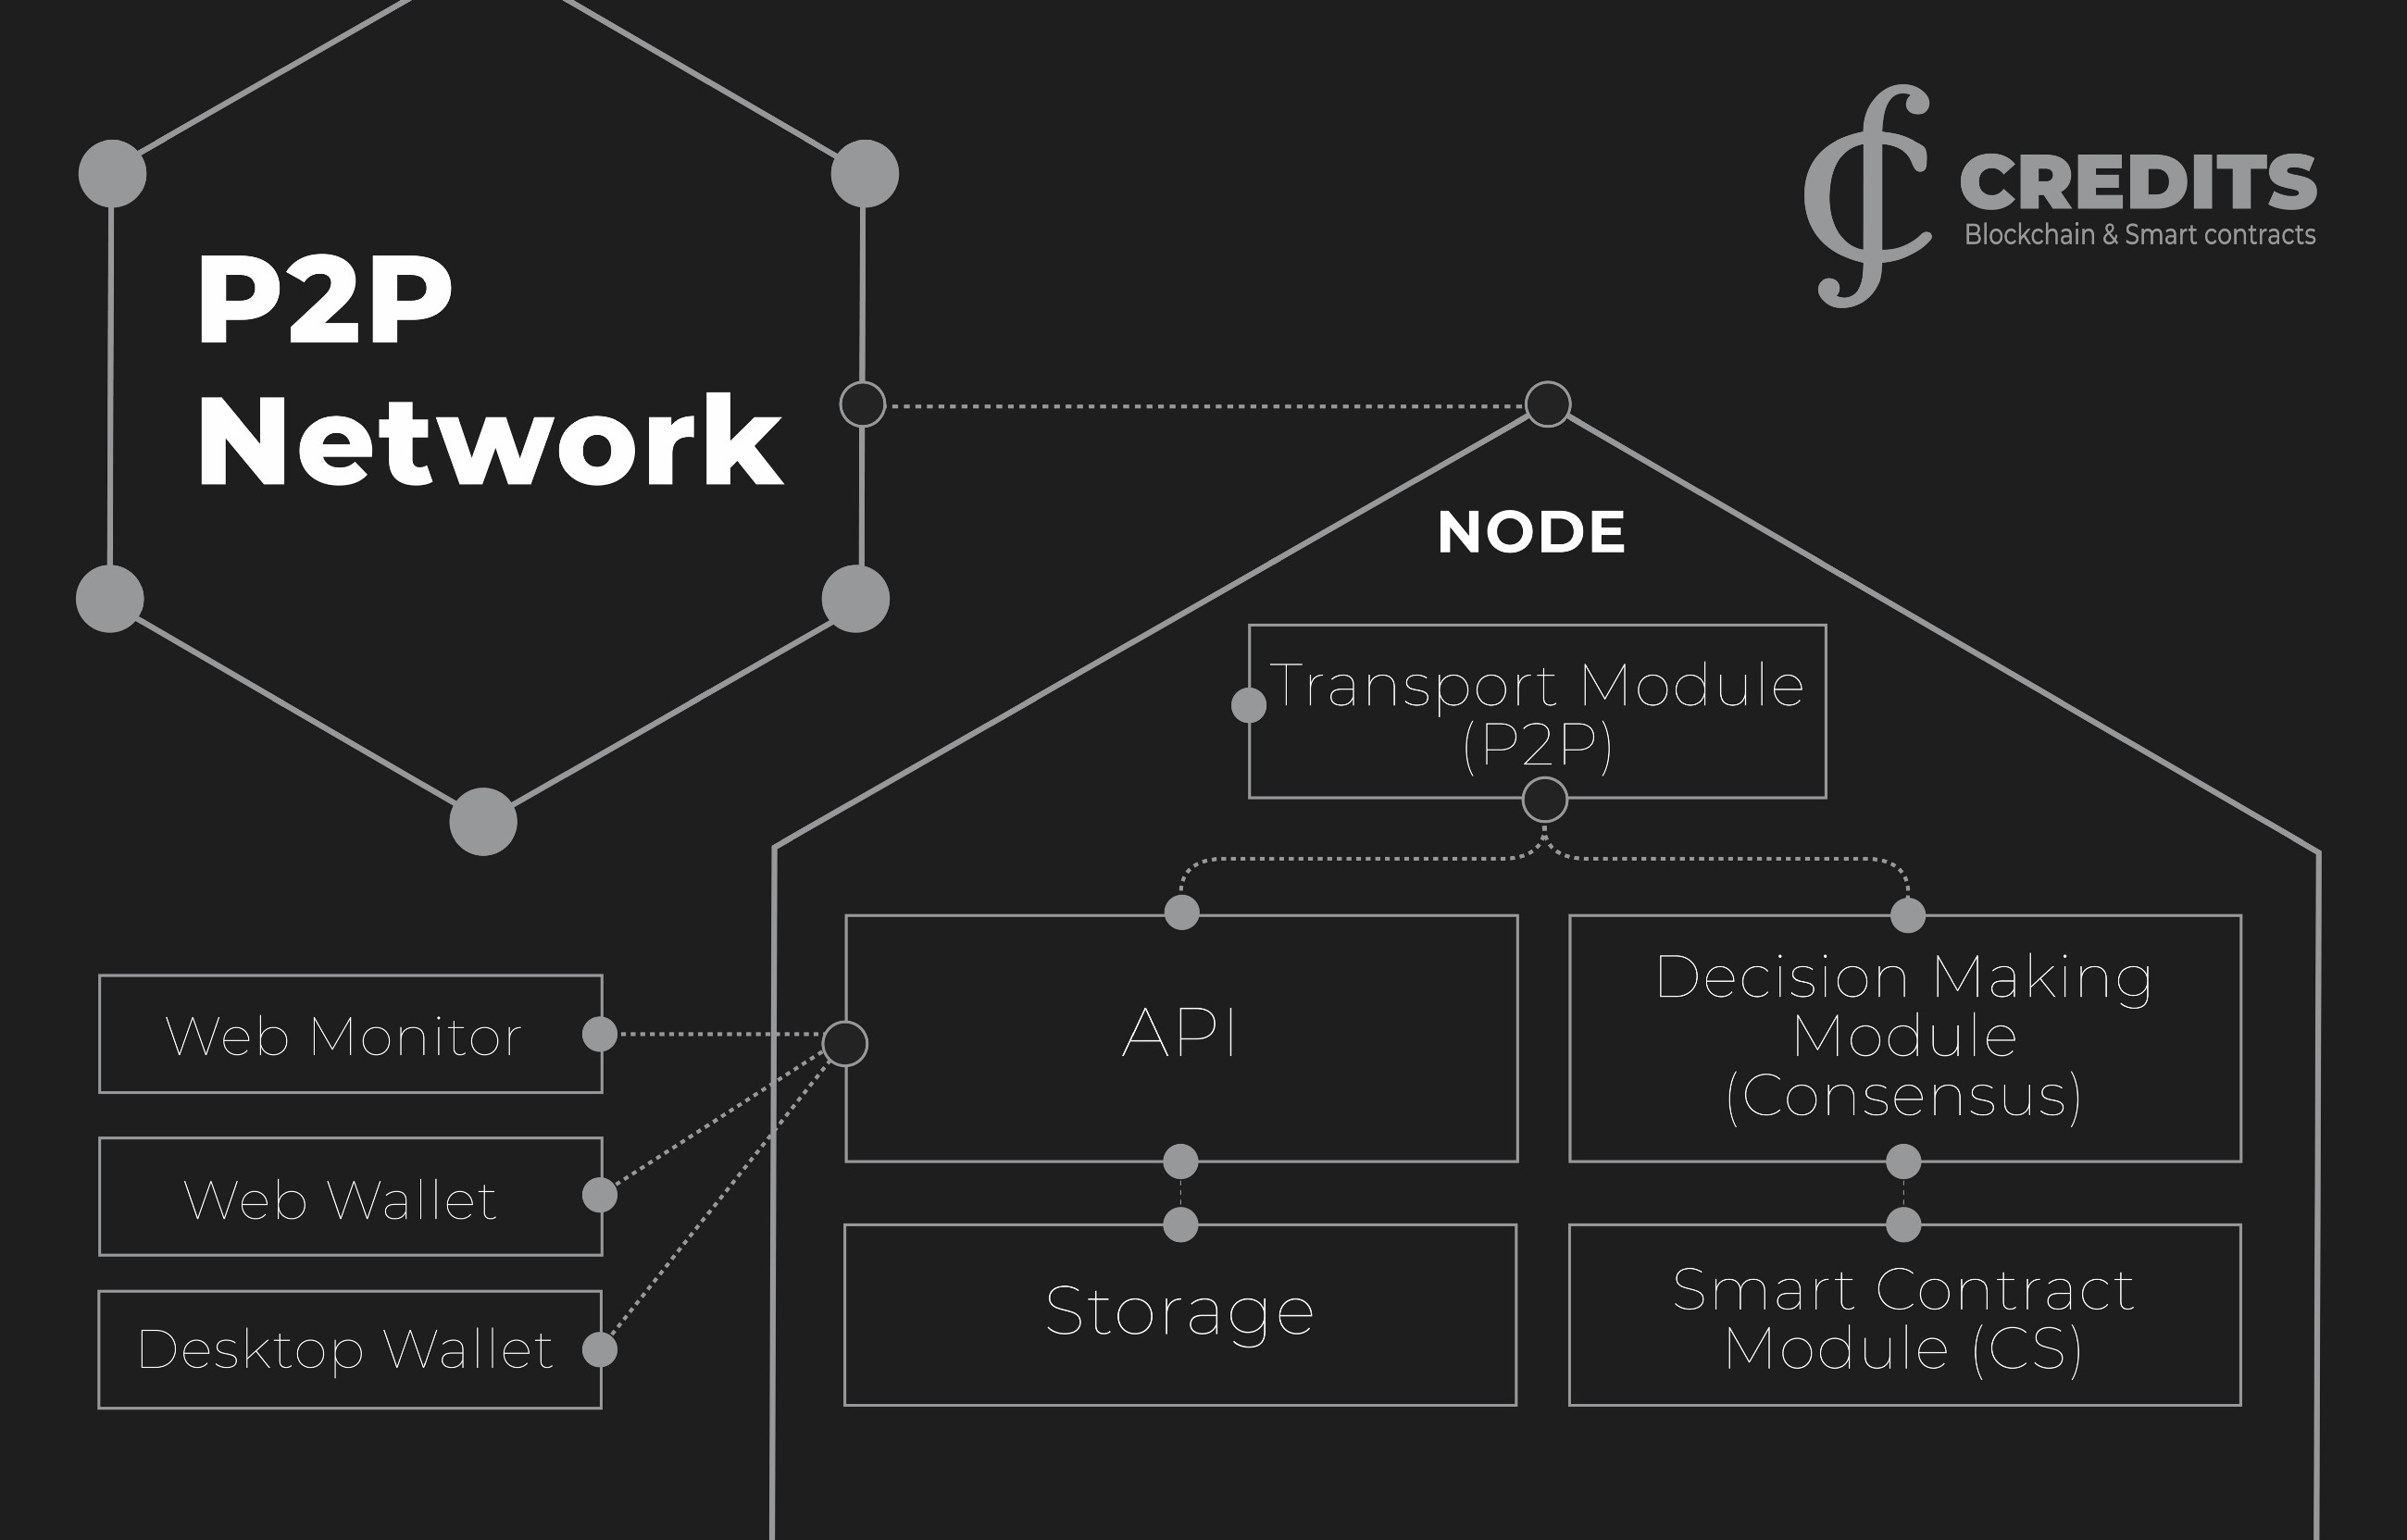 P2P
Network
CREDITS
Blockchain & Smart contracts
NODE
Transport Module
(P2P)
API
Decision Making
Module
(Consensus)
Web Monitor
Web Wallet
Desktop Wallet
Storage
Smart Contract
Module (CS)